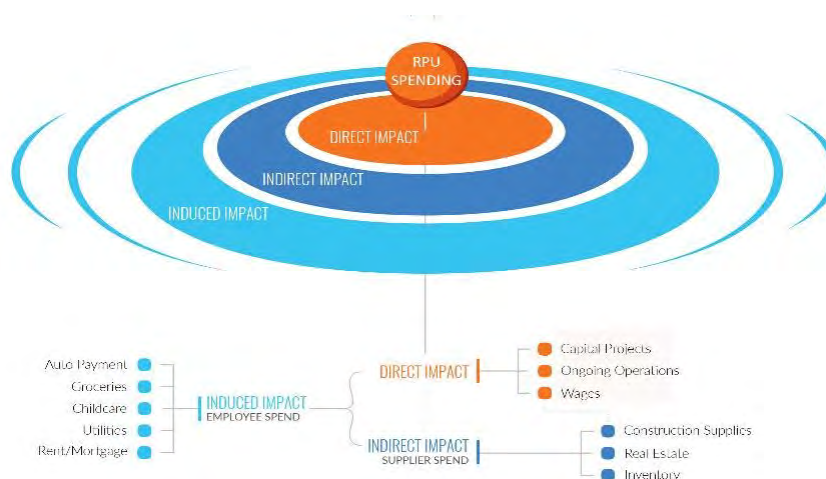 RPU
SPENDING
DIRECT IMPACT
INDIRECT IMPACT
INDUCED IMPACT
Auto Payment
Groceries
Childcare
Utilities
Rent/Mortgage
INDUCED IMPACT
EMPLOYEE SPEND
DIRECT IMPACT
Capital Projects
Ongoing Operations
Wages
INDIRECT IMPACT
SUPPLIER SPEND
Construction Supplies
Real Estate
Inventory